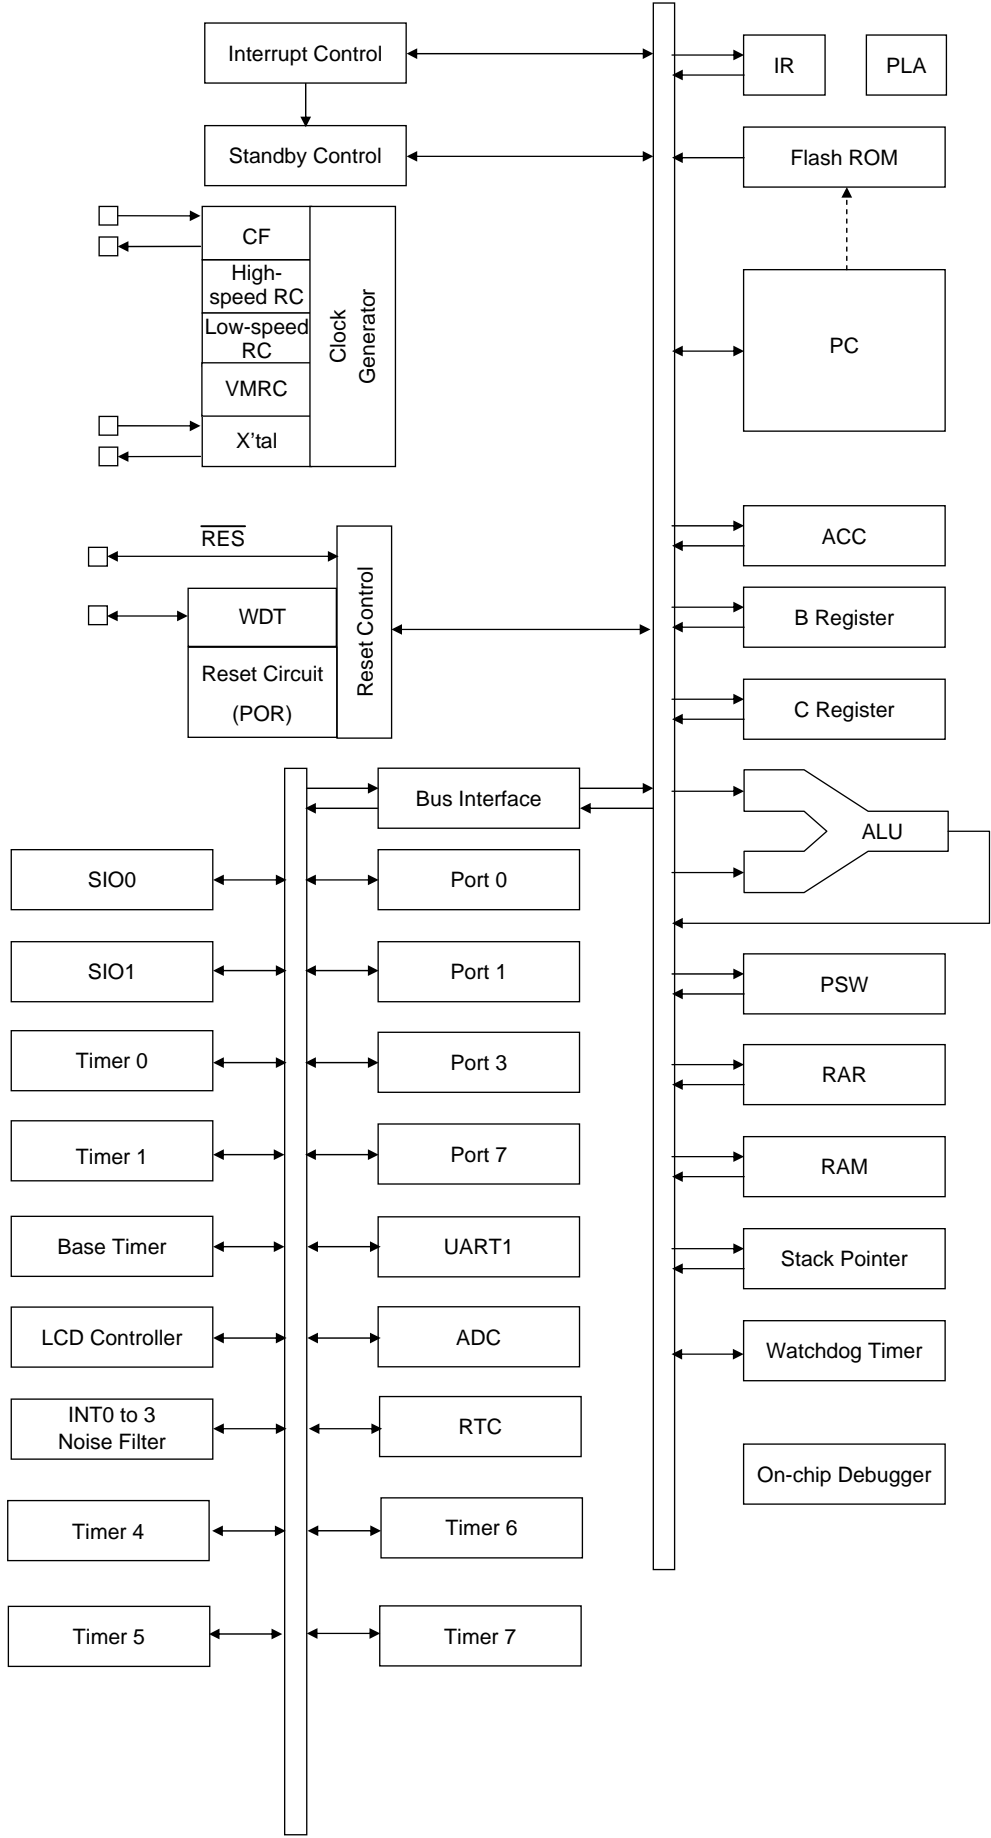 Interrupt Control
IR
PLA
Standby Control
Flash ROM
CF
High-
speed RC
Low-speed
RC
VMRC
X'tal
Clock
Generator
PC
RES
WDT
Reset Circuit
(POR)
Reset Control
ACC
B Register
C Register
Bus Interface
ALU
SIO0
Port 0
SIO1
Port 1
PSW
Timer 0
Port 3
RAR
Timer 1
Port 7
RAM
Base Timer
UART1
Stack Pointer
LCD Controller
ADC
Watchdog Timer
INT0 to 3
Noise Filter
RTC
On-chip Debugger
Timer 4
Timer 6
Timer 5
Timer 7